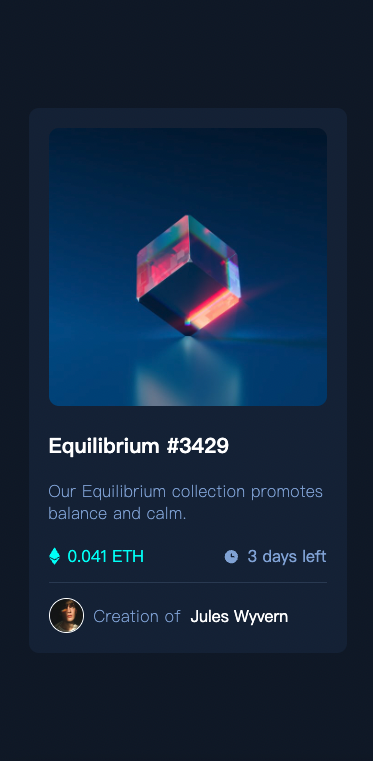 Equilibrium #3429
Our Equilibrium collection promotes
balance and calm.
0.041 ETH
3 days left
Creation of Jules Wyvern